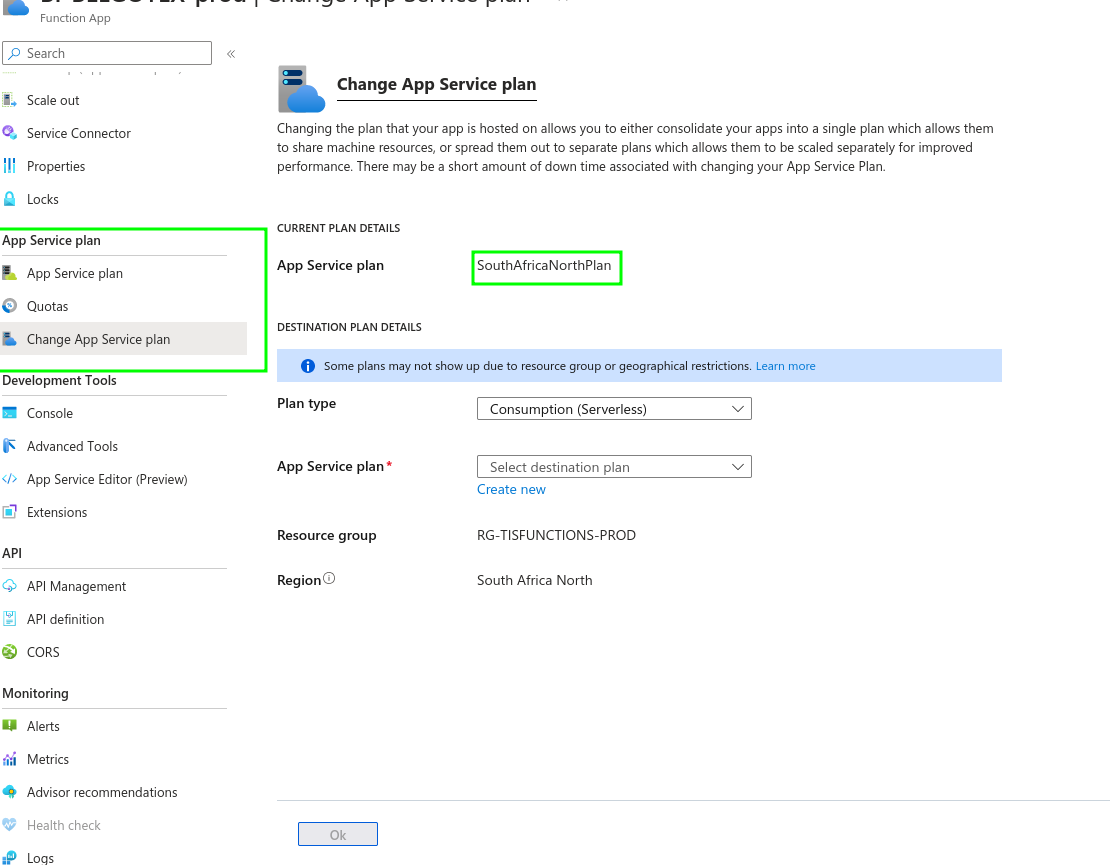 | Change App Service plan
Function App
Search
«
Scale out
Service Connector
Properties
Locks
App Service plan
App Service plan
Quotas
Change App Service plan
Development Tools
Console
Advanced Tools
App Service Editor (Preview)
Extensions
API
API Management
API definition
CORS
Monitoring
Alerts
Metrics
Advisor recommendations
Health check
Logs
Change App Service plan
Changing the plan that your app is hosted on allows you to either consolidate your apps into a single plan which allows them
to share machine resources, or spread them out to separate plans which allows them to be scaled separately for improved
performance. There may be a short amount of down time associated with changing your App Service Plan.
CURRENT PLAN DETAILS
App Service plan
SouthAfricaNorthPlan
DESTINATION PLAN DETAILS
Some plans may not show up due to resource group or geographical restrictions. Learn more
Plan type
Consumption (Serverless)
App Service plan*
Select destination plan
Create new
Resource group
RG-TISFUNCTIONS-PROD
Region
South Africa North
Ok